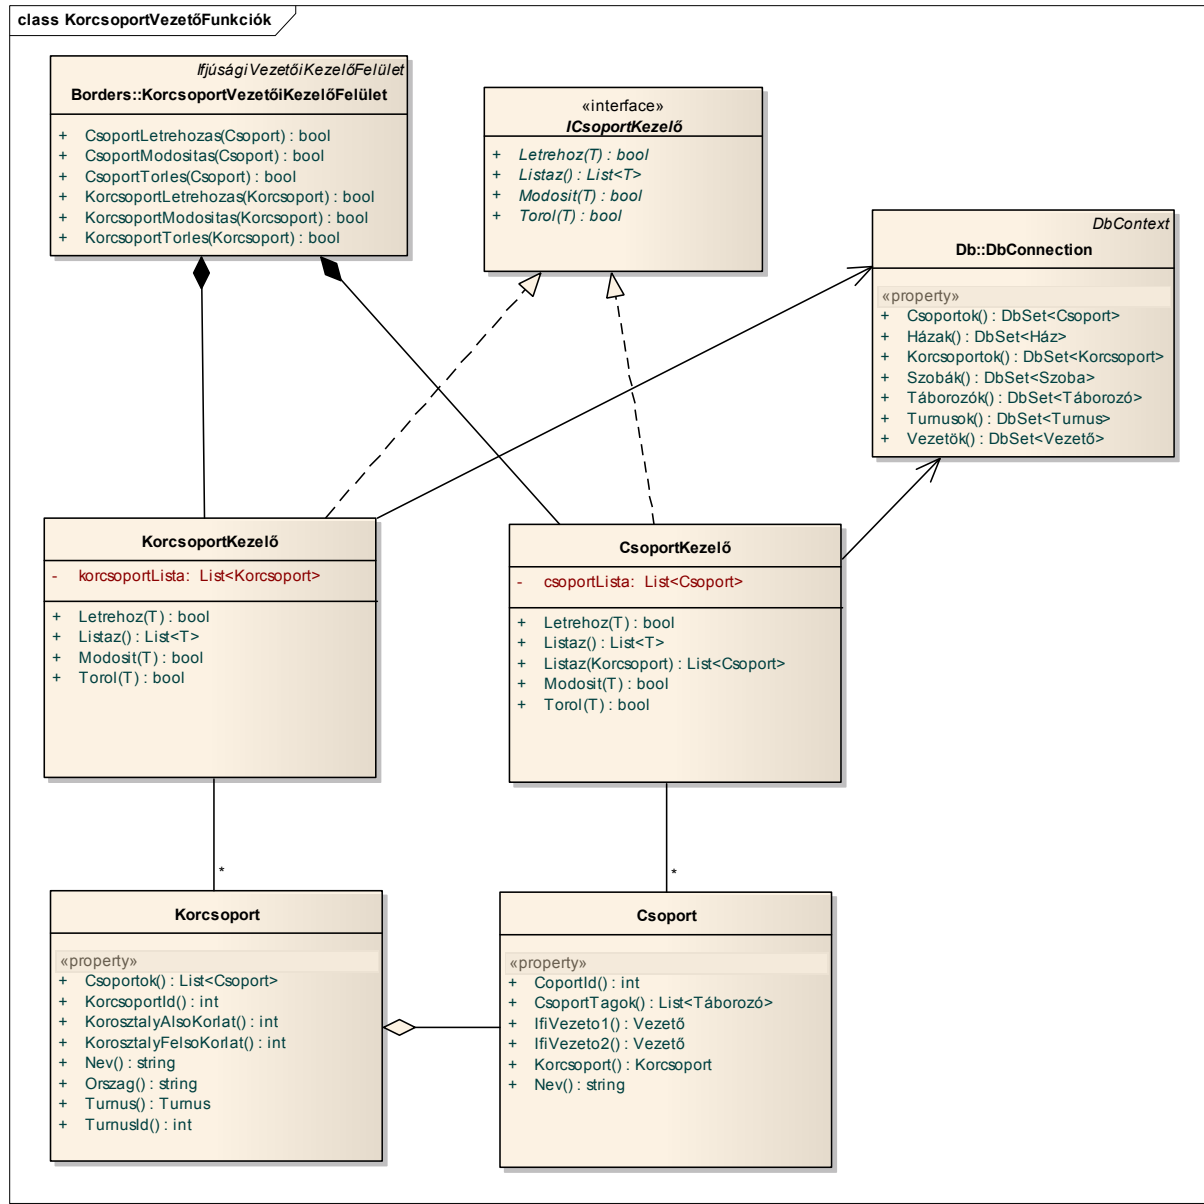 class KorcsoportVezetőFunkciók
IfjúságiVezetőiKezelőFelület
Borders::KorcsoportVezetőiKezelőFelület
+ CsoportLetrehozas(Csoport) : bool
+ CsoportModositas(Csoport) : bool
+ CsoportTorles(Csoport) : bool
+ KorcsoportLetrehozas(Korcsoport) : bool
+ KorcsoportModositas(Korcsoport) : bool
+ KorcsoportTorles(Korcsoport) : bool
«interface»
ICsoportKezelő
+ Letrehoz(T) : bool
+ Listaz() : List<T>
+ Modosit(T) : bool
+ Torol(T) : bool
DbContext
Db::DbConnection
«property»
+ Csoportok() : DbSet<Csoport>
+ Házak() : DbSet<Ház>
+ Korcsoportok() : DbSet<Korcsoport>
+ Szobák() : DbSet<Szoba>
+ Táborozók() : DbSet<Táborozó>
+ Turnusok() : DbSet<Turnus>
+ Vezetök() : DbSet<Vezető>
KorcsoportKezelő
- korcsoportLista: List<Korcsoport>
+ Letrehoz(T) : bool
+ Listaz() : List<T>
+ Modosit(T) : bool
+ Torol(T) : bool
CsoportKezelő
- csoportLista: List<Csoport>
+ Letrehoz(T) : bool
+ Listaz() : List<T>
+ Listaz(Korcsoport) : List<Csoport>
+ Modosit(T) : bool
+ Torol(T) : bool
*
*
Korcsoport
«property»
+ Csoportok() : List<Csoport>
+ KorcsoportId() : int
+ KorosztalyAlsoKorlat() : int
+ KorosztalyFelsoKorlat() : int
+ Nev() : string
+ Orszag() : string
+ Turnus() : Turnus
+ TurnusId() : int
Csoport
«property»
+ CoportId() : int
+ CsoportTagok() : List<Táborozó>
+ IfiVezeto1() : Vezető
+ IfiVezeto2() : Vezető
+ Korcsoport() : Korcsoport
+ Nev() : string